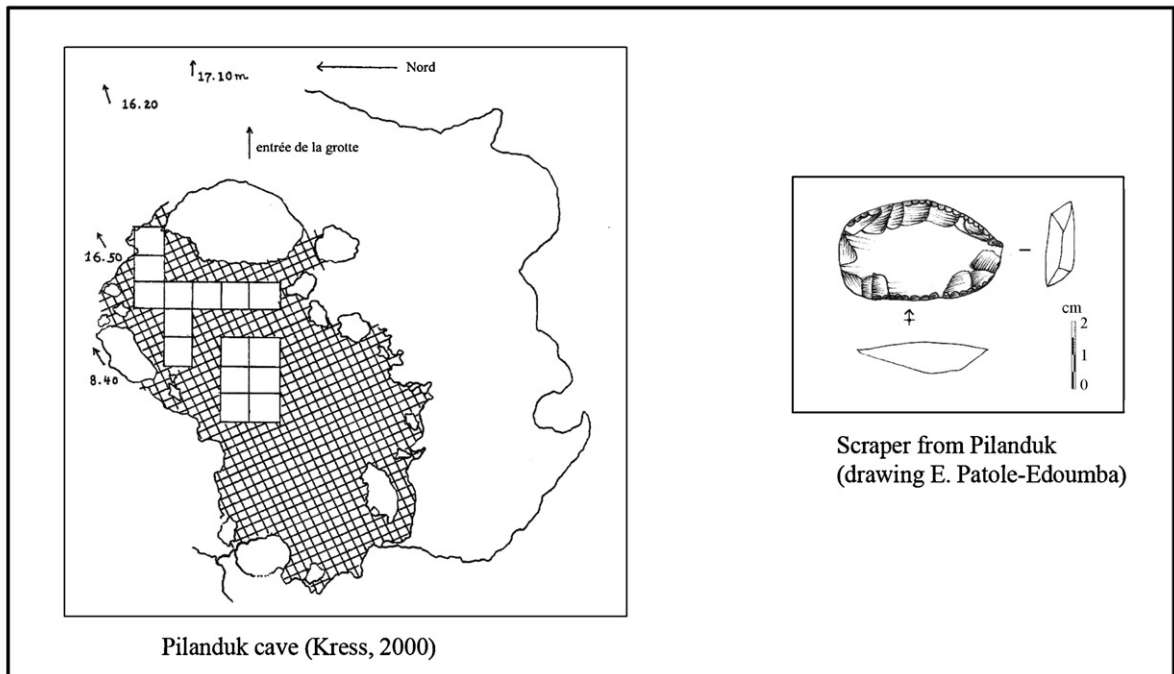 17.10m
Nord
16.20
entrée de la grotte
16.50
8.40
Pilanduk cave (Kress, 2000)
cm
2
1
0
Scraper from Pilanduk
(drawing E. Patole-Edoumba)